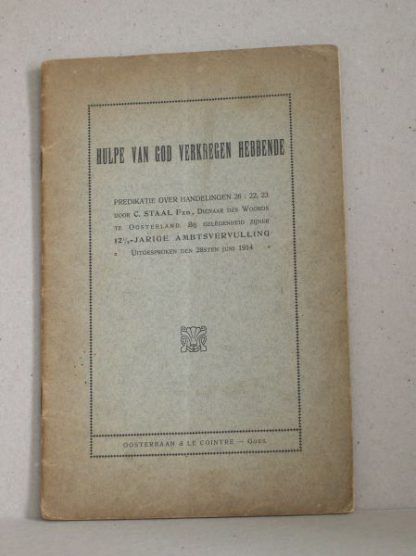 HULPE VAN GOD VERKREGEN HEBBENDE
PREDIKATIE OVER HANDELINGEN 26 : 22, 23
DOOR C. STAAL Pzn, DIENAAR DES WOORDS
TE OOSTERLAND. BIJ GELEGENHEID ZIJNER
12½-JARIGE AMBTSVERVULLING
UITGESPROKEN DEN 28STEN JUNI 1914
OOSTERBAAN & LE COINTRE — GOES.